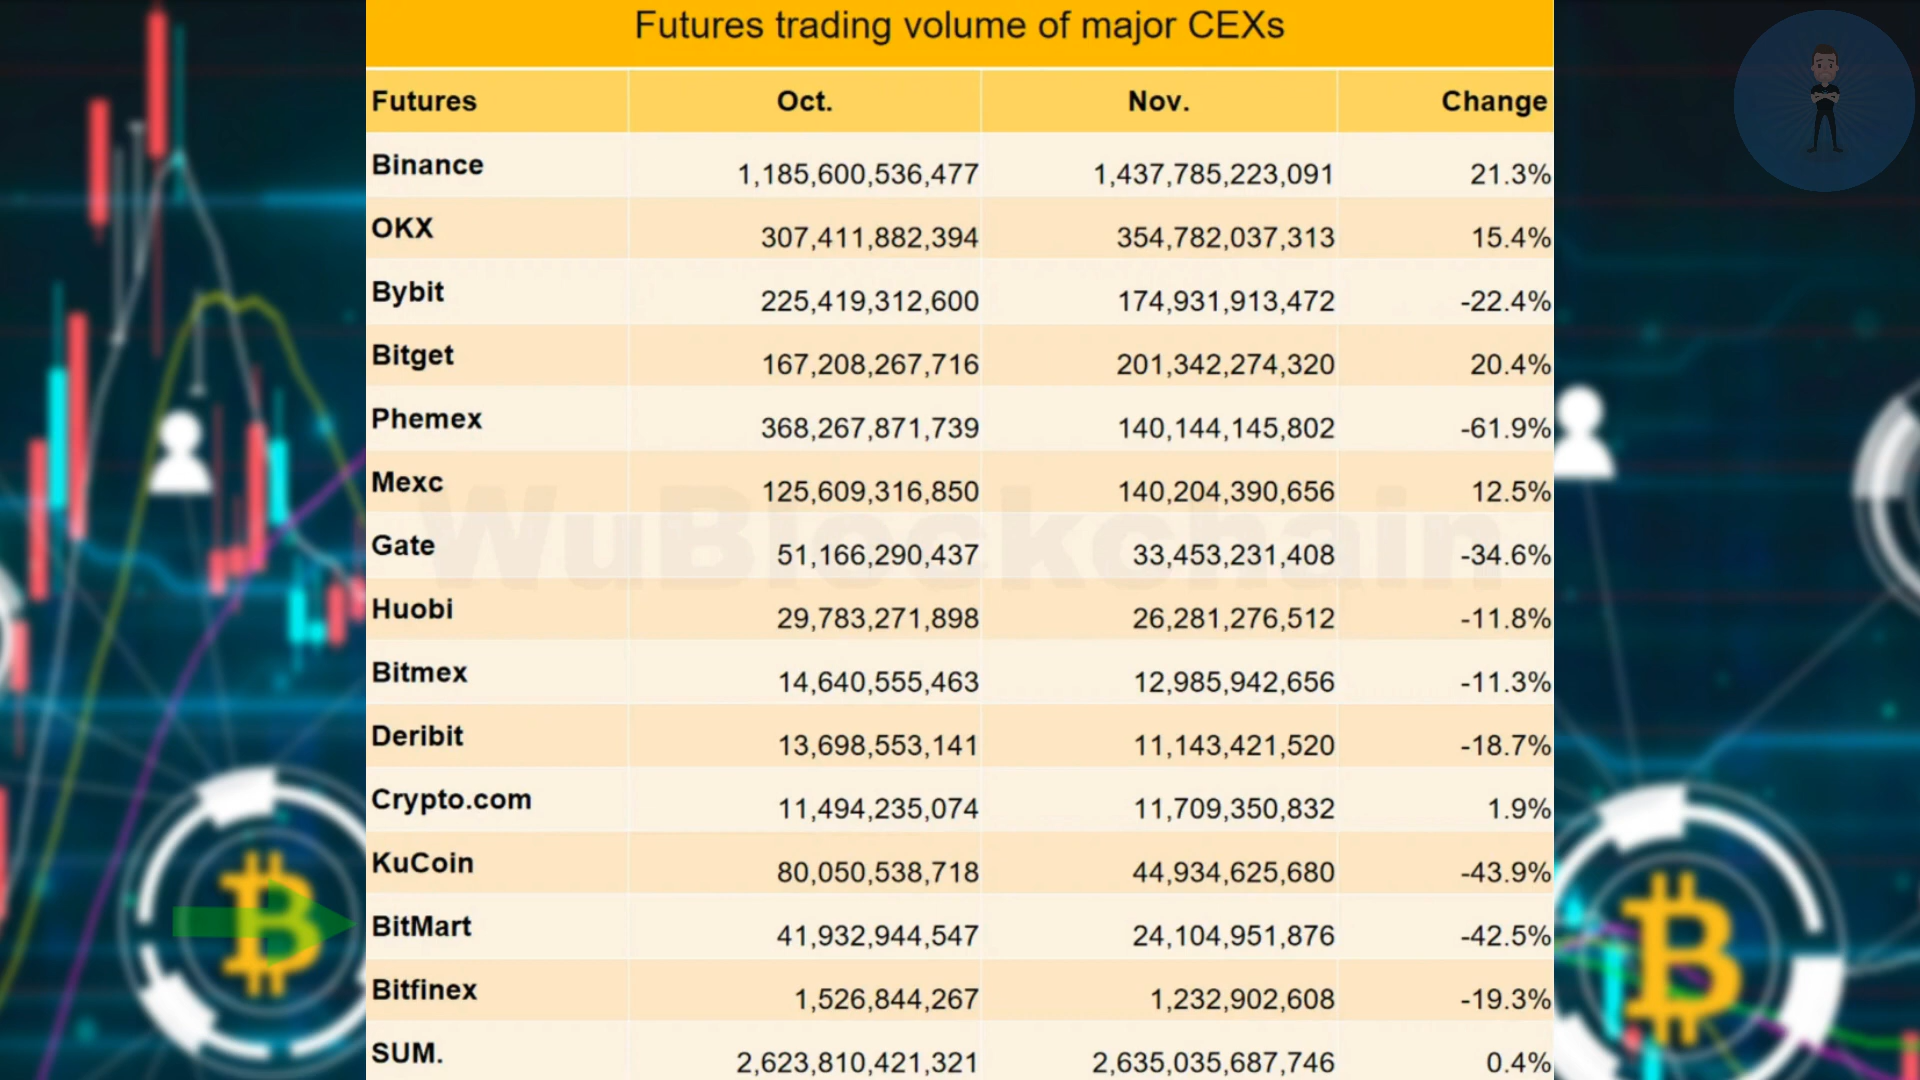 Futures trading volume of major CEXs
Futures Oct. Nov. Change
Binance 1,185,600,536,477 1,437,785,223,091 21.3%
OKX 307,411,882,394 354,782,037,313 15.4%
Bybit 225,419,312,600 174,931,913,472 -22.4%
Bitget 167,208,267,716 201,342,274,320 20.4%
Phemex 368,267,871,739 140,144,145,802 -61.9%
Mexc 125,609,316,850 140,204,390,656 12.5%
WuBlockchain
Gate 51,166,290,437 33,453,231,408 -34.6%
Huobi 29,783,271,898 26,281,276,512 -11.8%
Bitmex 14,640,555,463 12,985,942,656 -11.3%
Deribit 13,698,553,141 11,143,421,520 -18.7%
Crypto.com 11,494,235,074 11,709,350,832 1.9%
KuCoin 80,050,538,718 44,934,625,680 -43.9%
BitMart 41,932,944,547 24,104,951,876 -42.5%
Bitfinex 1,526,844,267 1,232,902,608 -19.3%
SUM. 2,623,810,421,321 2,635,035,687,746 0.4%